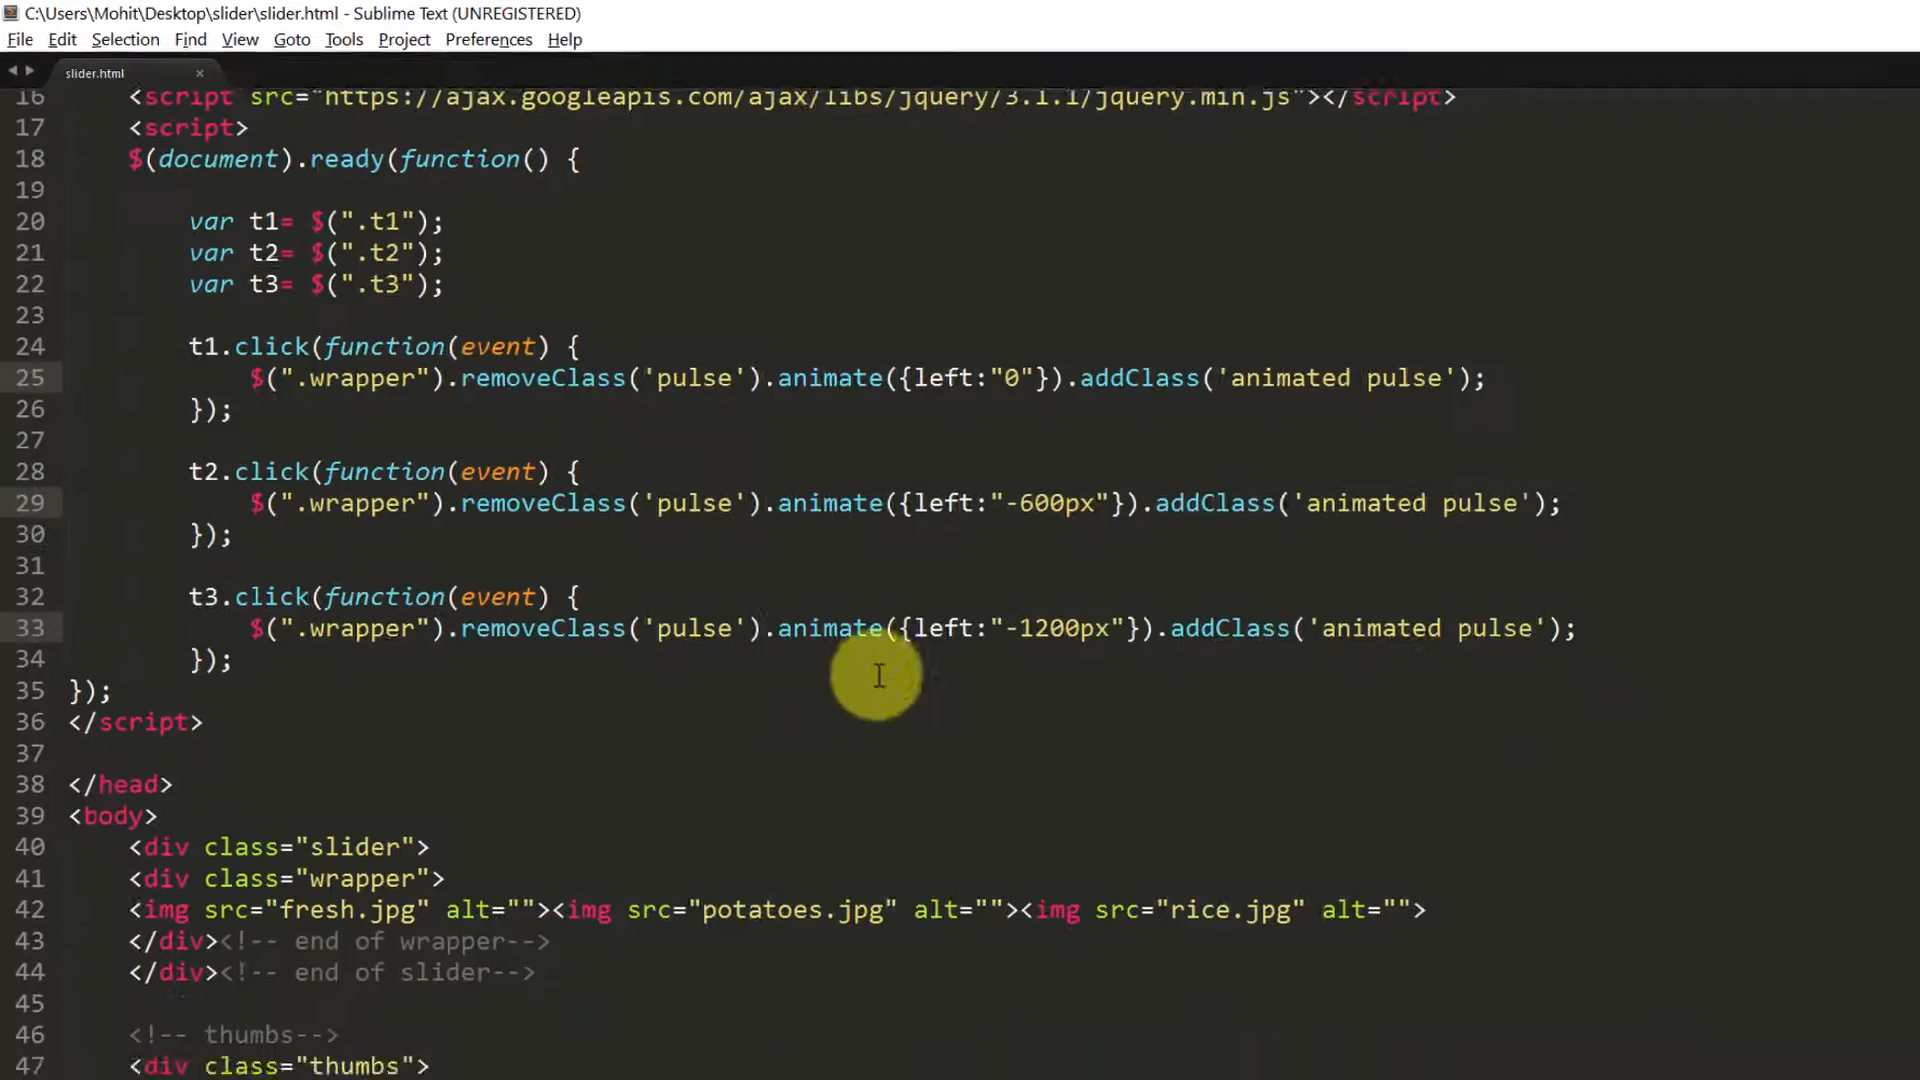 C:\Users\Mohit\Desktop\slider\slider.html - Sublime Text (UNREGISTERED)
File Edit Selection Find View Goto Tools Project Preferences Help
slider.html
16 <script src="https://ajax.googleapis.com/ajax/libs/jquery/3.1.1/jquery.min.js"></script>
17 <script>
18 $(document).ready(function() {
19
20 var t1= $(".t1");
21 var t2= $(".t2");
22 var t3= $(".t3");
23
24 t1.click(function(event) {
25 $(".wrapper").removeClass('pulse').animate({left:"0"}).addClass('animated pulse');
26 });
27
28 t2.click(function(event) {
29 $(".wrapper").removeClass('pulse').animate({left:"-600px"}).addClass('animated pulse');
30 });
31
32 t3.click(function(event) {
33 $(".wrapper").removeClass('pulse').animate({left:"-1200px"}).addClass('animated pulse');
34 });
35 });
36 </script>
37
38 </head>
39 <body>
40 <div class="slider">
41 <div class="wrapper">
42 <img src="fresh.jpg" alt=""><img src="potatoes.jpg" alt=""><img src="rice.jpg" alt="">
43 </div><!-- end of wrapper-->
44 </div><!-- end of slider-->
45
46 <!-- thumbs-->
47 <div class="thumbs">